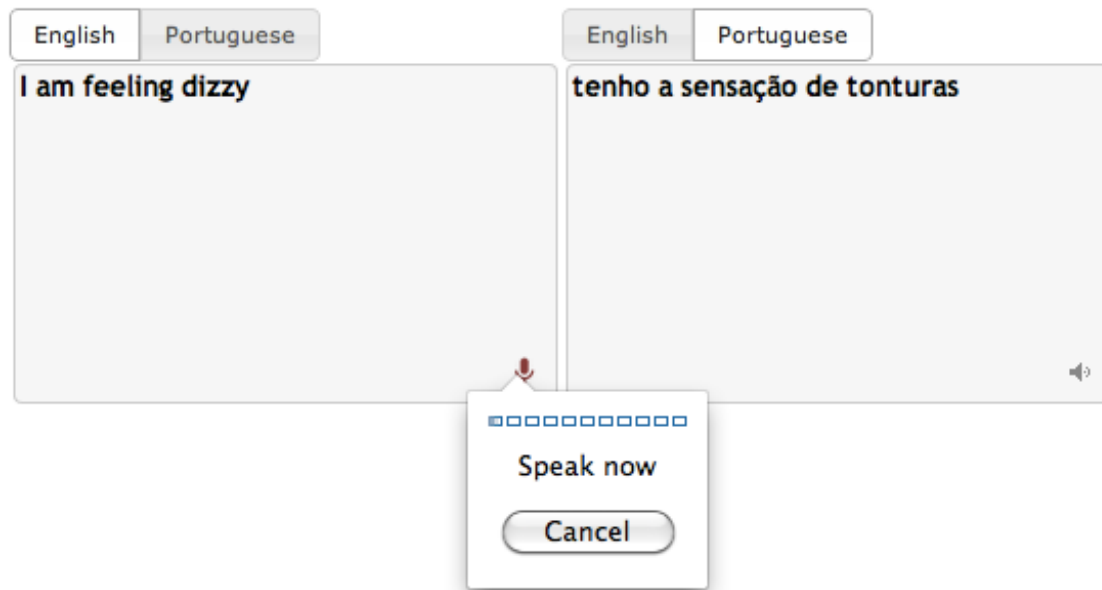 English Portuguese
English Portuguese
I am feeling dizzy
tenho a sensação de tonturas
Speak now
Cancel